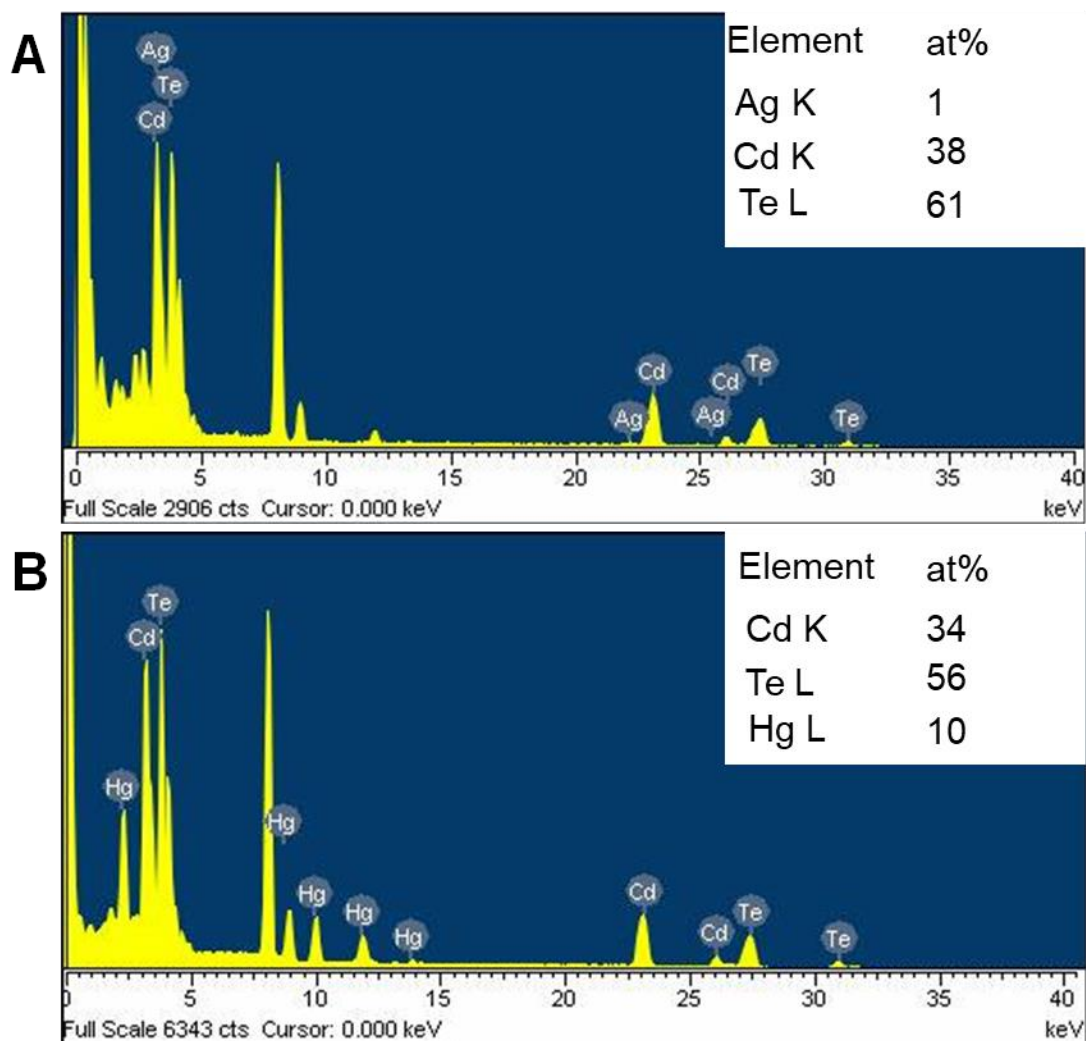 A
Element at%
Ag K 1
Cd K 38
Te L 61
Ag
Te
Cd
Ag
Cd
Ag
Cd
Te
Te
0 5 10 15 20 25 30 35 40
Full Scale 2906 cts Cursor: 0.000 keV keV
B
Element at%
Cd K 34
Te L 56
Hg L 10
Te
Cd
Hg
Hg
Hg
Hg
Hg
Cd
Cd
Te
Te
0 5 10 15 20 25 30 35 40
Full Scale 6343 cts Cursor: 0.000 keV keV